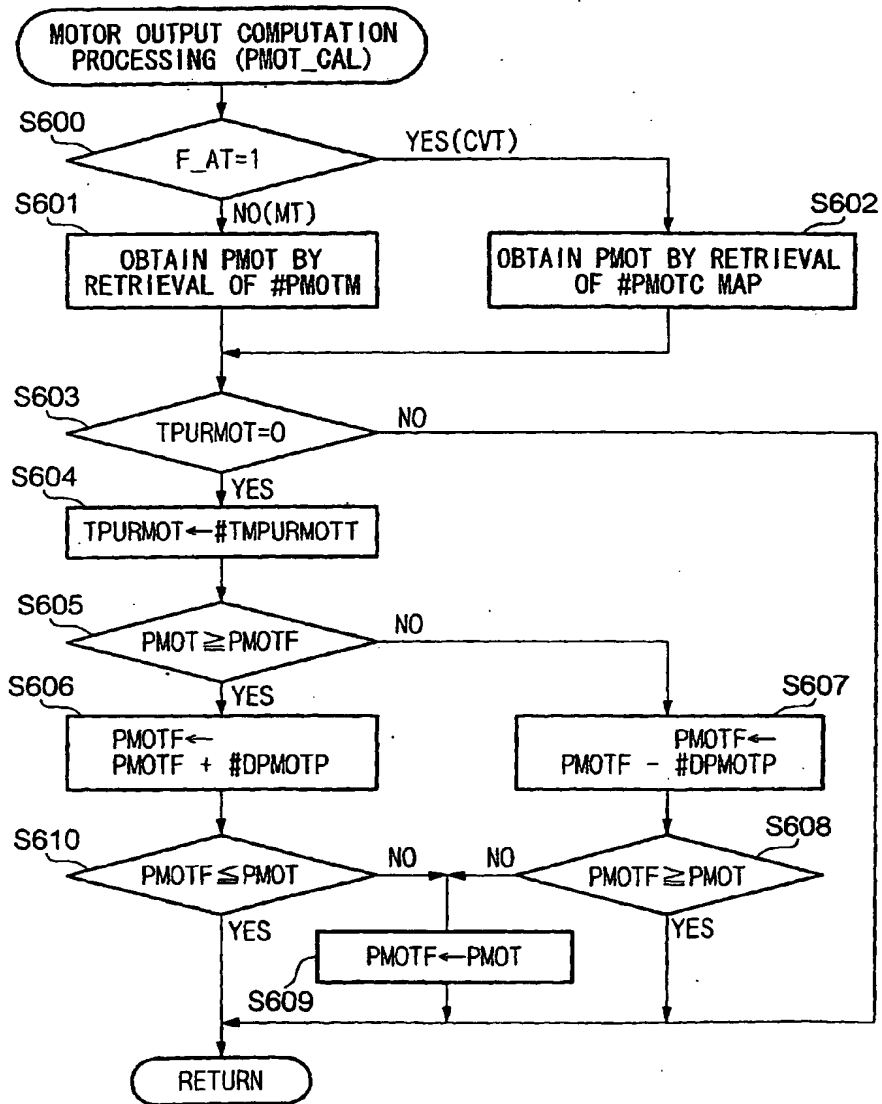 MOTOR OUTPUT COMPUTATION
PROCESSING (PMOT_CAL)
S600
F_AT=1
YES(CVT)
NO(MT)
S601
OBTAIN PMOT BY
RETRIEVAL OF #PMOTM
S602
OBTAIN PMOT BY RETRIEVAL
OF #PMOTC MAP
S603
TPURMOT=0
NO
YES
S604
TPURMOT←#TMPURMOTT
S605
PMOT≧PMOTF
NO
YES
S606
PMOTF←
PMOTF + #DPMOTP
S607
PMOTF←
PMOTF - #DPMOTP
S610
PMOTF≦PMOT
NO
YES
NO
S608
PMOTF≧PMOT
YES
PMOTF←PMOT
S609
RETURN